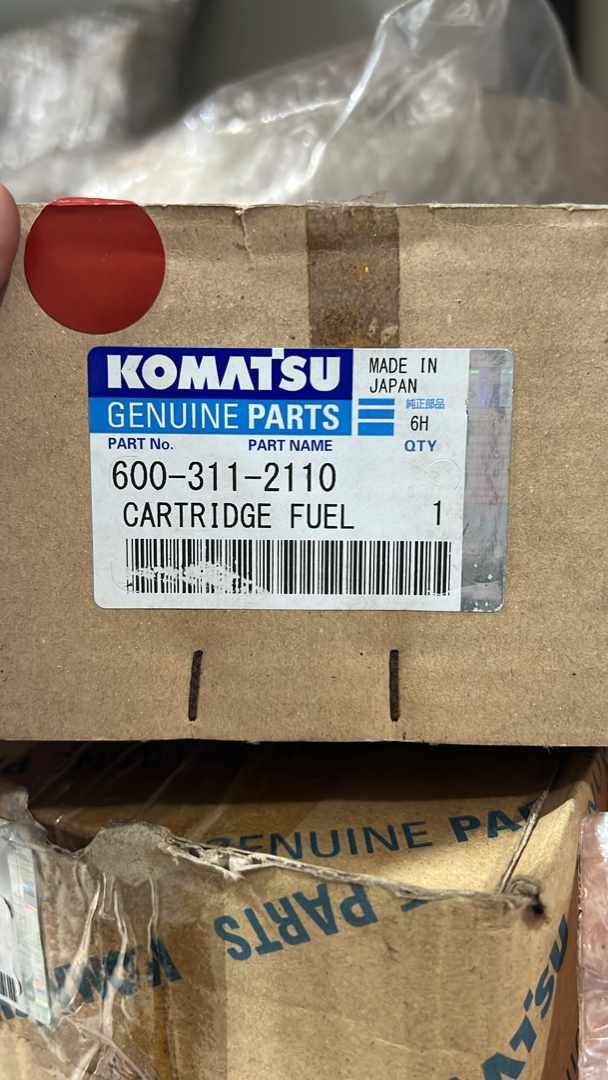 KOMATSU
GENUINE PARTS
MADE IN
JAPAN
純正部品
6H
PART No.
PART NAME
QTY
600-311-2110
CARTRIDGE FUEL
1
GENUINE PA
PARTS